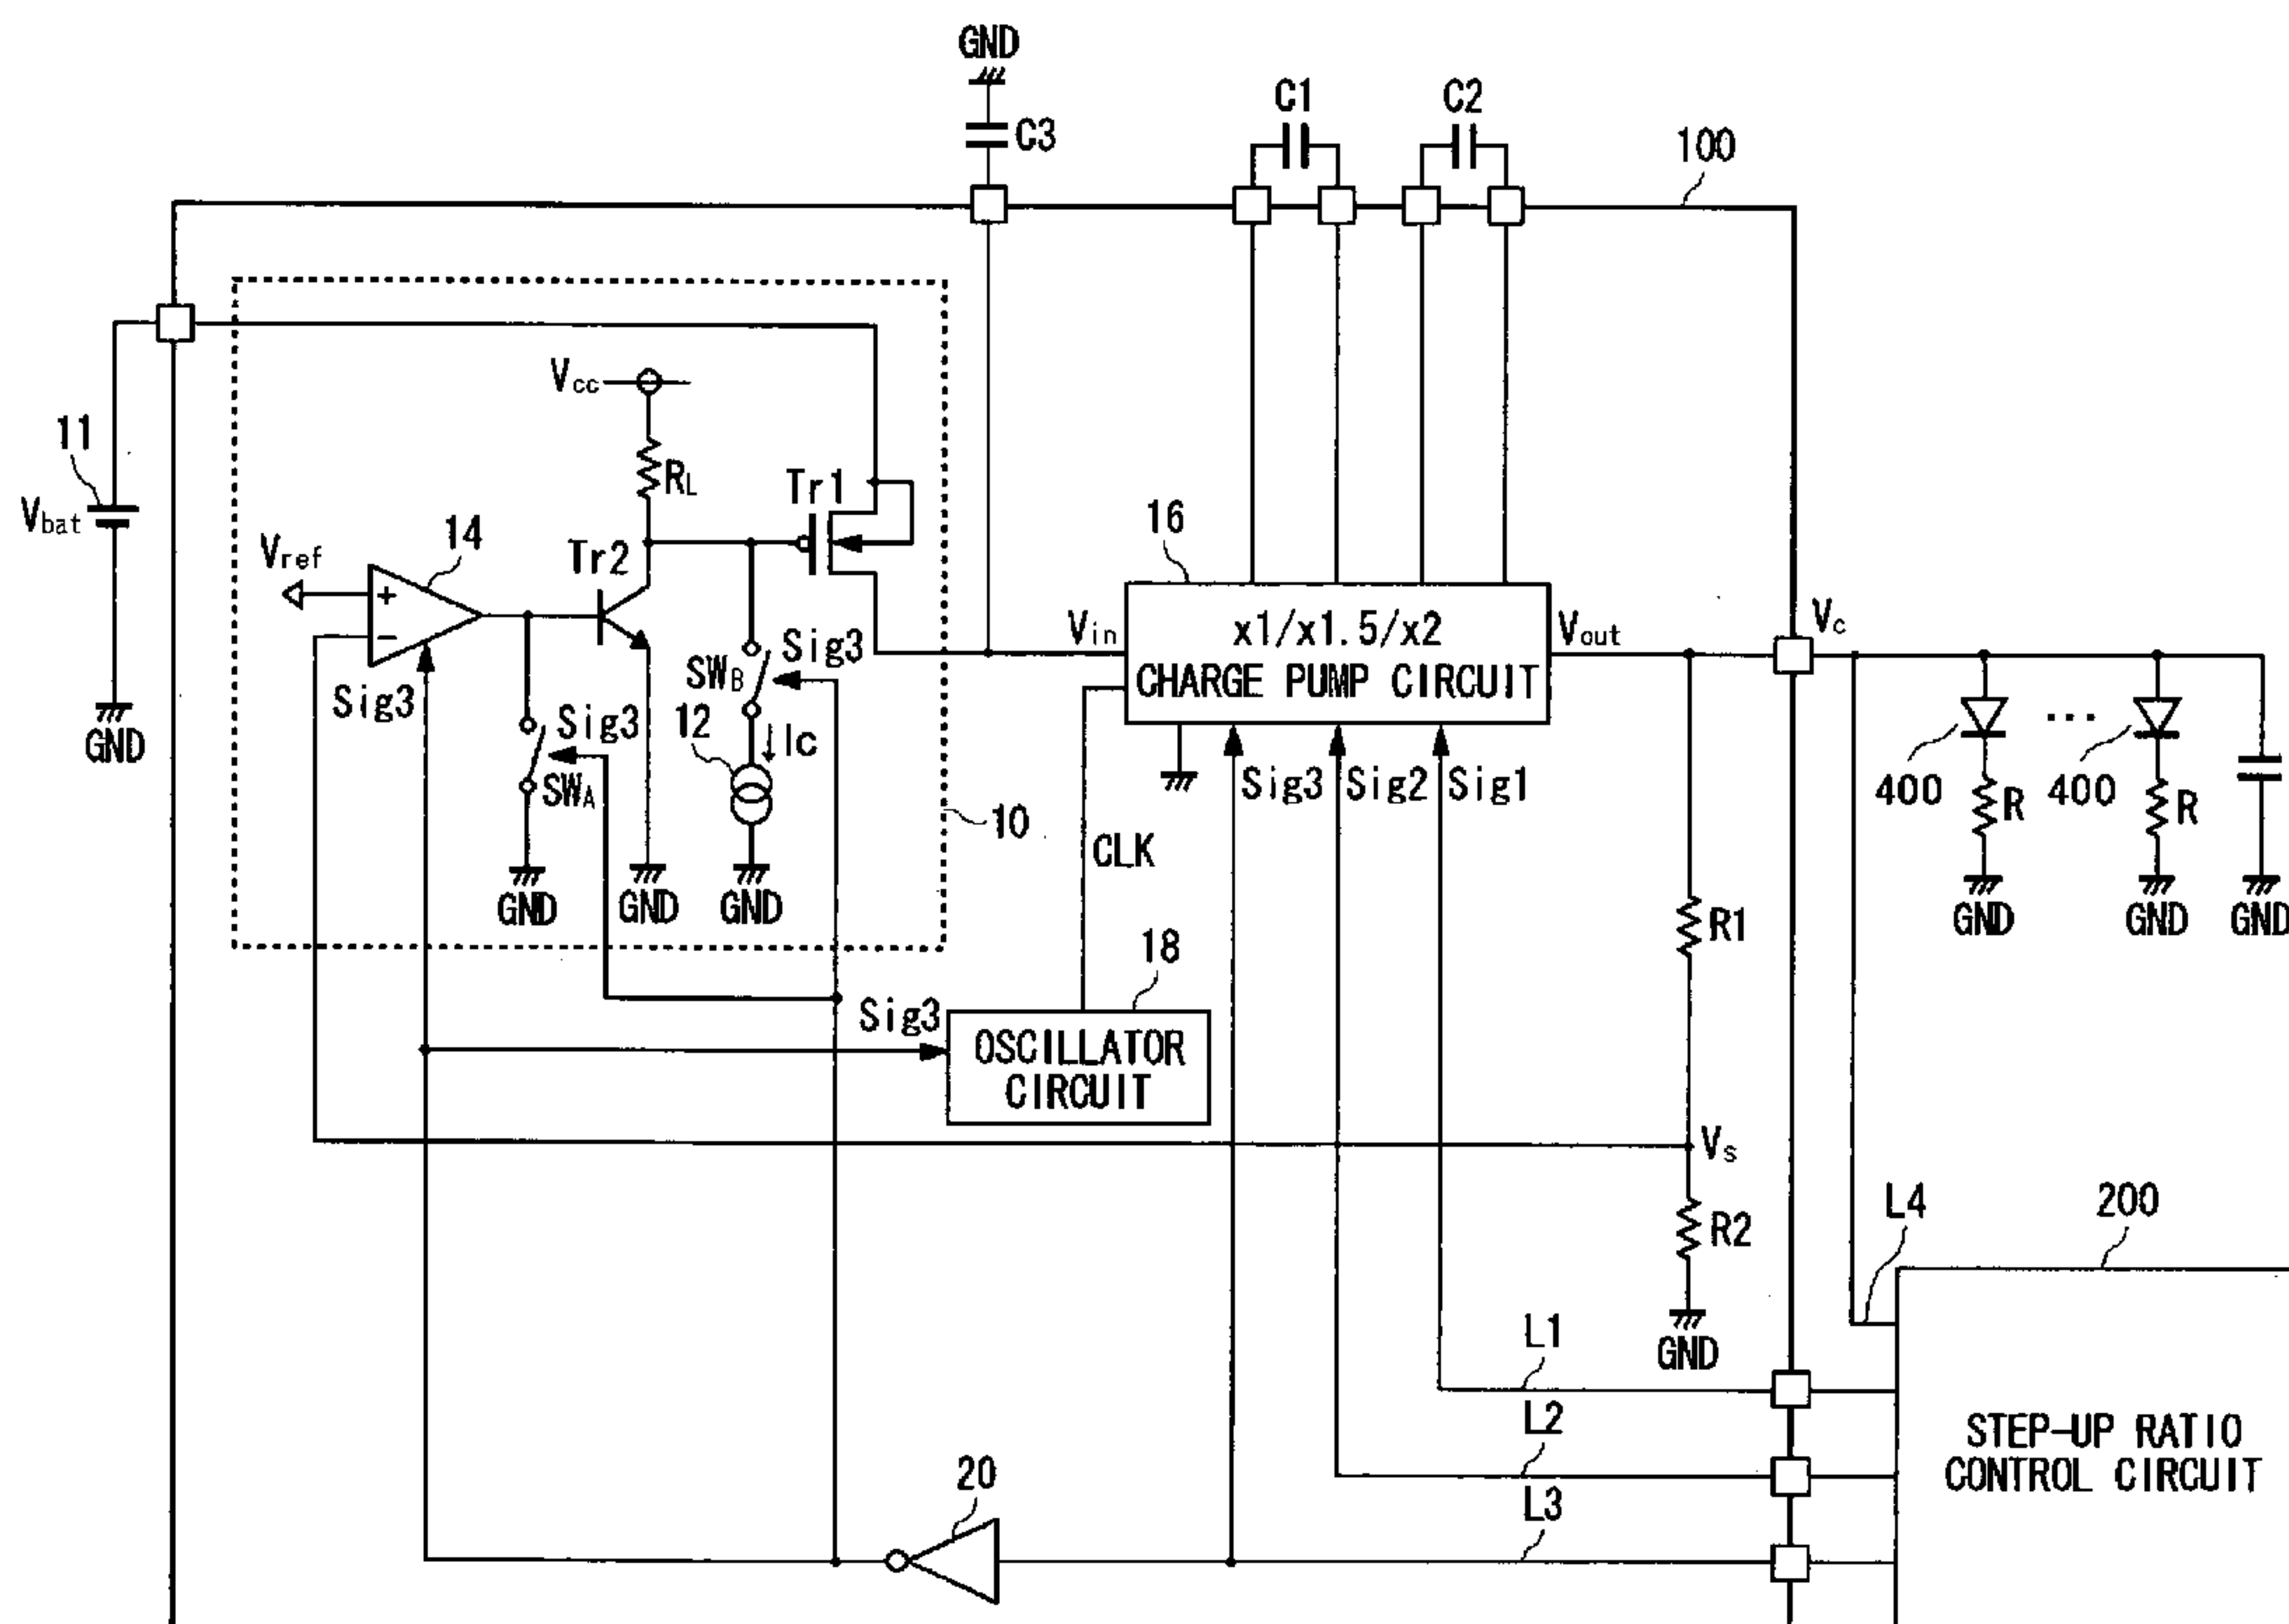 GND
C3
C1
C2
100
Vcc
RL
Tr1
11
Vbat
14
Vref
+
−
Tr2
16
Vin
x1/x1.5/x2
CHARGE PUMP CIRCUIT
Vout
Vc
Sig3
SWB
Sig3
Sig3
12
Ic
SWA
GND
GND
GND
GND
10
Sig3
Sig2
Sig1
400
...
400
R
R
GND
GND
GND
CLK
R1
18
Sig3
OSCILLATOR
CIRCUIT
Vs
R2
GND
L4
200
L1
L2
L3
STEP-UP RATIO
CONTROL CIRCUIT
20